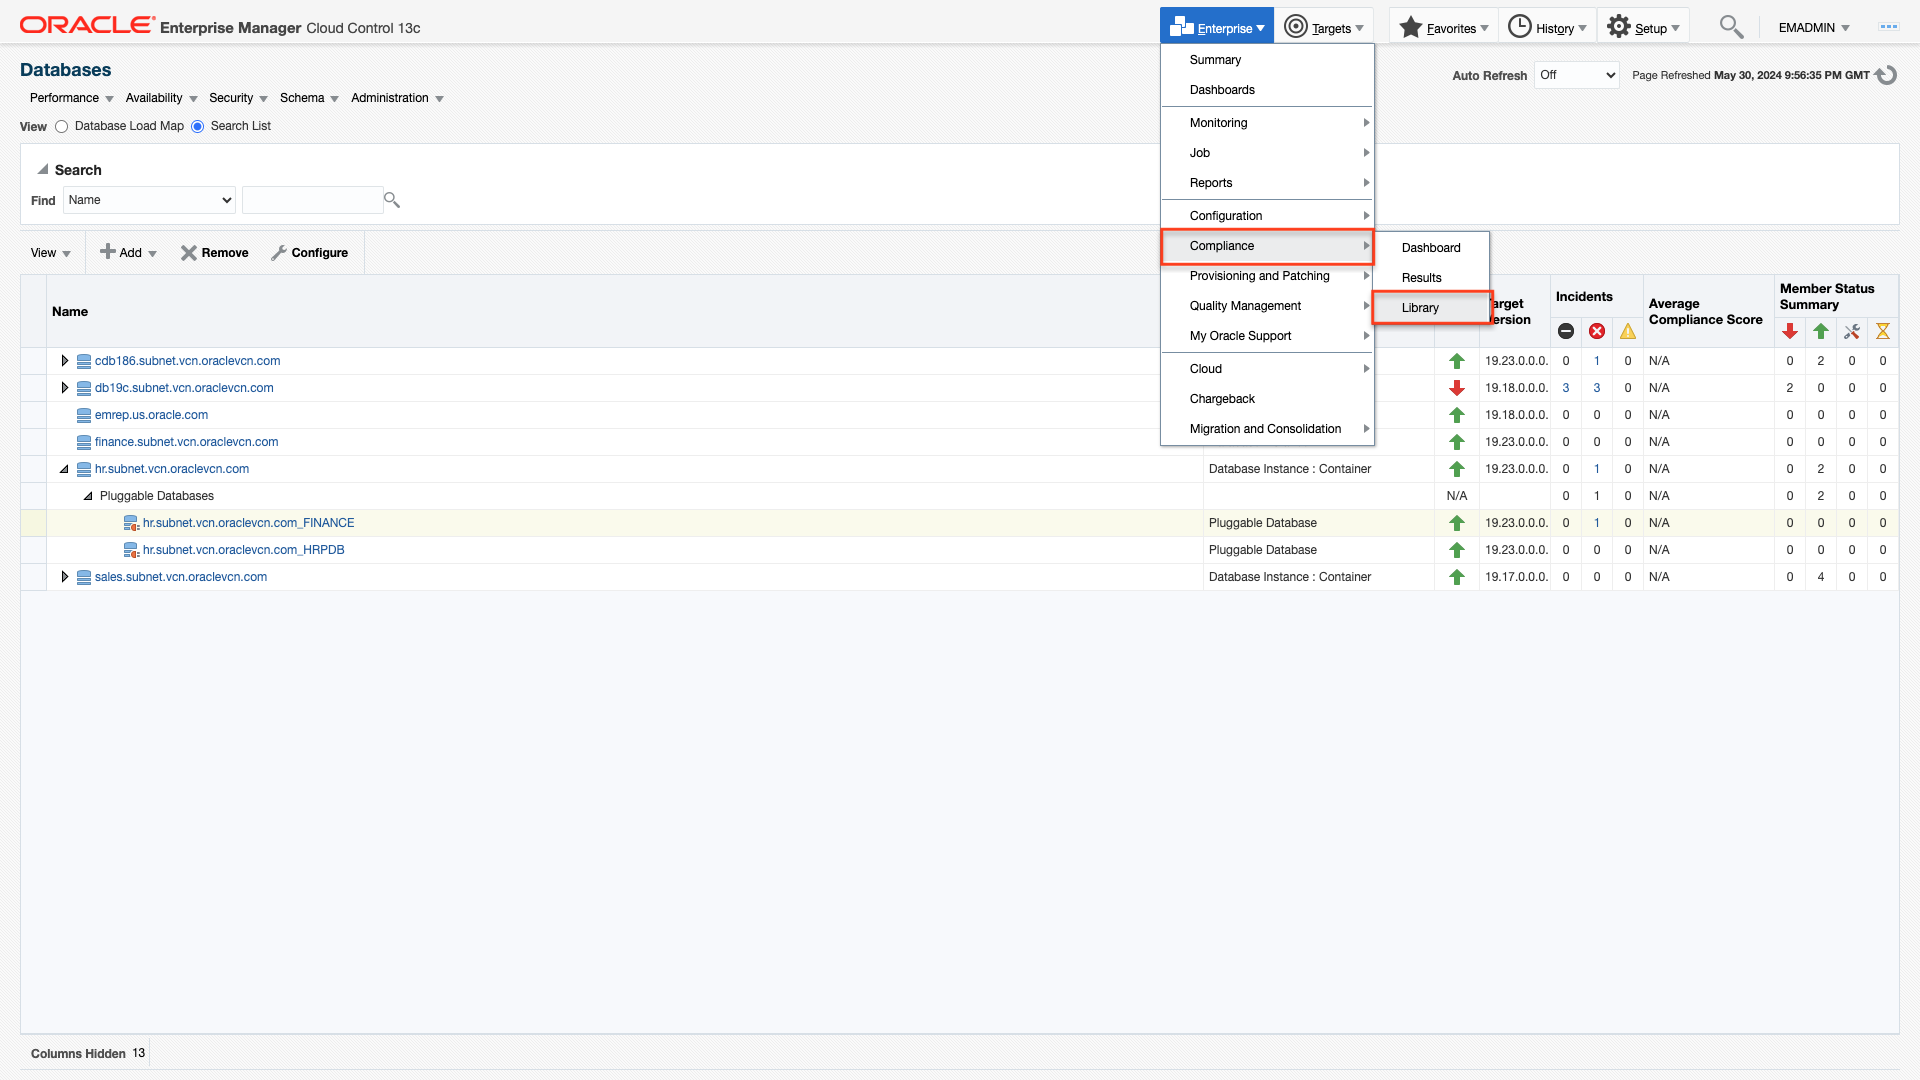 ORACLE Enterprise Manager Cloud Control 13c
Enterprise Targets Favorites History Setup EMADMIN
Databases
Auto Refresh Off Page Refreshed May 30, 2024 9:56:35 PM GMT
Performance Availability Security Schema Administration
View Database Load Map Search List
Search
Find Name
View Add Remove Configure
Summary
Dashboards
Monitoring
Job
Reports
Configuration
Compliance
Provisioning and Patching
Quality Management
My Oracle Support
Cloud
Chargeback
Migration and Consolidation
Dashboard
Results
Library
Name Incidents Average Compliance Score Member Status Summary
cdb186.subnet.vcn.oraclevcn.com 19.23.0.0.0. 0 1 0 N/A 0 2 0 0
db19c.subnet.vcn.oraclevcn.com 19.18.0.0.0. 3 3 0 N/A 2 0 0 0
emrep.us.oracle.com 19.18.0.0.0. 0 0 0 N/A 0 0 0 0
finance.subnet.vcn.oraclevcn.com 19.23.0.0.0. 0 0 0 N/A 0 0 0 0
hr.subnet.vcn.oraclevcn.com Database Instance : Container 19.23.0.0.0. 0 1 0 N/A 0 2 0 0
Pluggable Databases N/A 0 1 0 N/A 0 2 0 0
hr.subnet.vcn.oraclevcn.com_FINANCE Pluggable Database 19.23.0.0.0. 0 1 0 N/A 0 0 0 0
hr.subnet.vcn.oraclevcn.com_HRPDB Pluggable Database 19.23.0.0.0. 0 0 0 N/A 0 0 0 0
sales.subnet.vcn.oraclevcn.com Database Instance : Container 19.17.0.0.0. 0 0 0 N/A 0 4 0 0
Columns Hidden 13